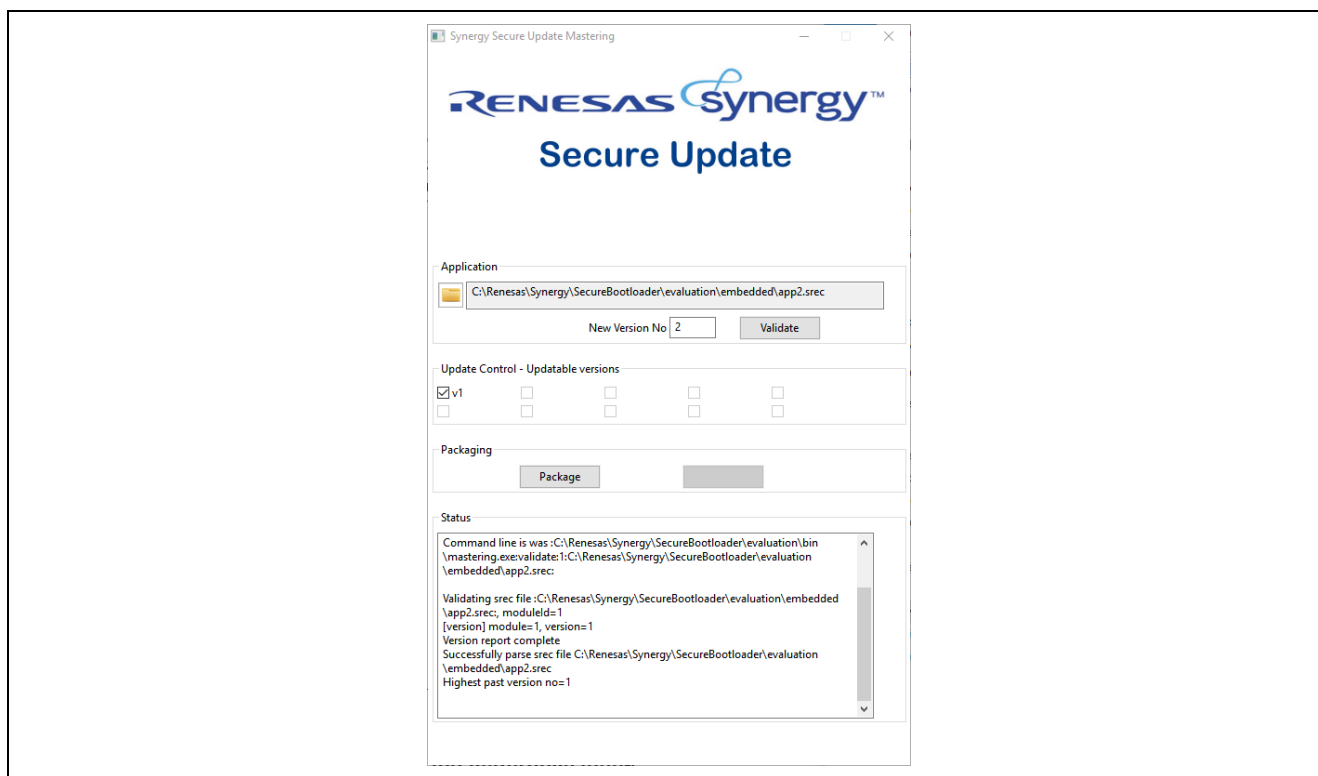 Synergy Secure Update Mastering
RENESAS synergy™
Secure Update
Application
C:\Renesas\Synergy\SecureBootloader\evaluation\embedded\app2.srec
New Version No 2 Validate
Update Control - Updatable versions
v1
Packaging
Package
Status
Command line is was :C:\Renesas\Synergy\SecureBootloader\evaluation\bin
\mastering.exe:validate:1:C:\Renesas\Synergy\SecureBootloader\evaluation
\embedded\app2.srec:
Validating srec file :C:\Renesas\Synergy\SecureBootloader\evaluation\embedded
\app2.srec:, moduleId=1
[version] module=1, version=1
Version report complete
Successfully parse srec file C:\Renesas\Synergy\SecureBootloader\evaluation
\embedded\app2.srec
Highest past version no=1